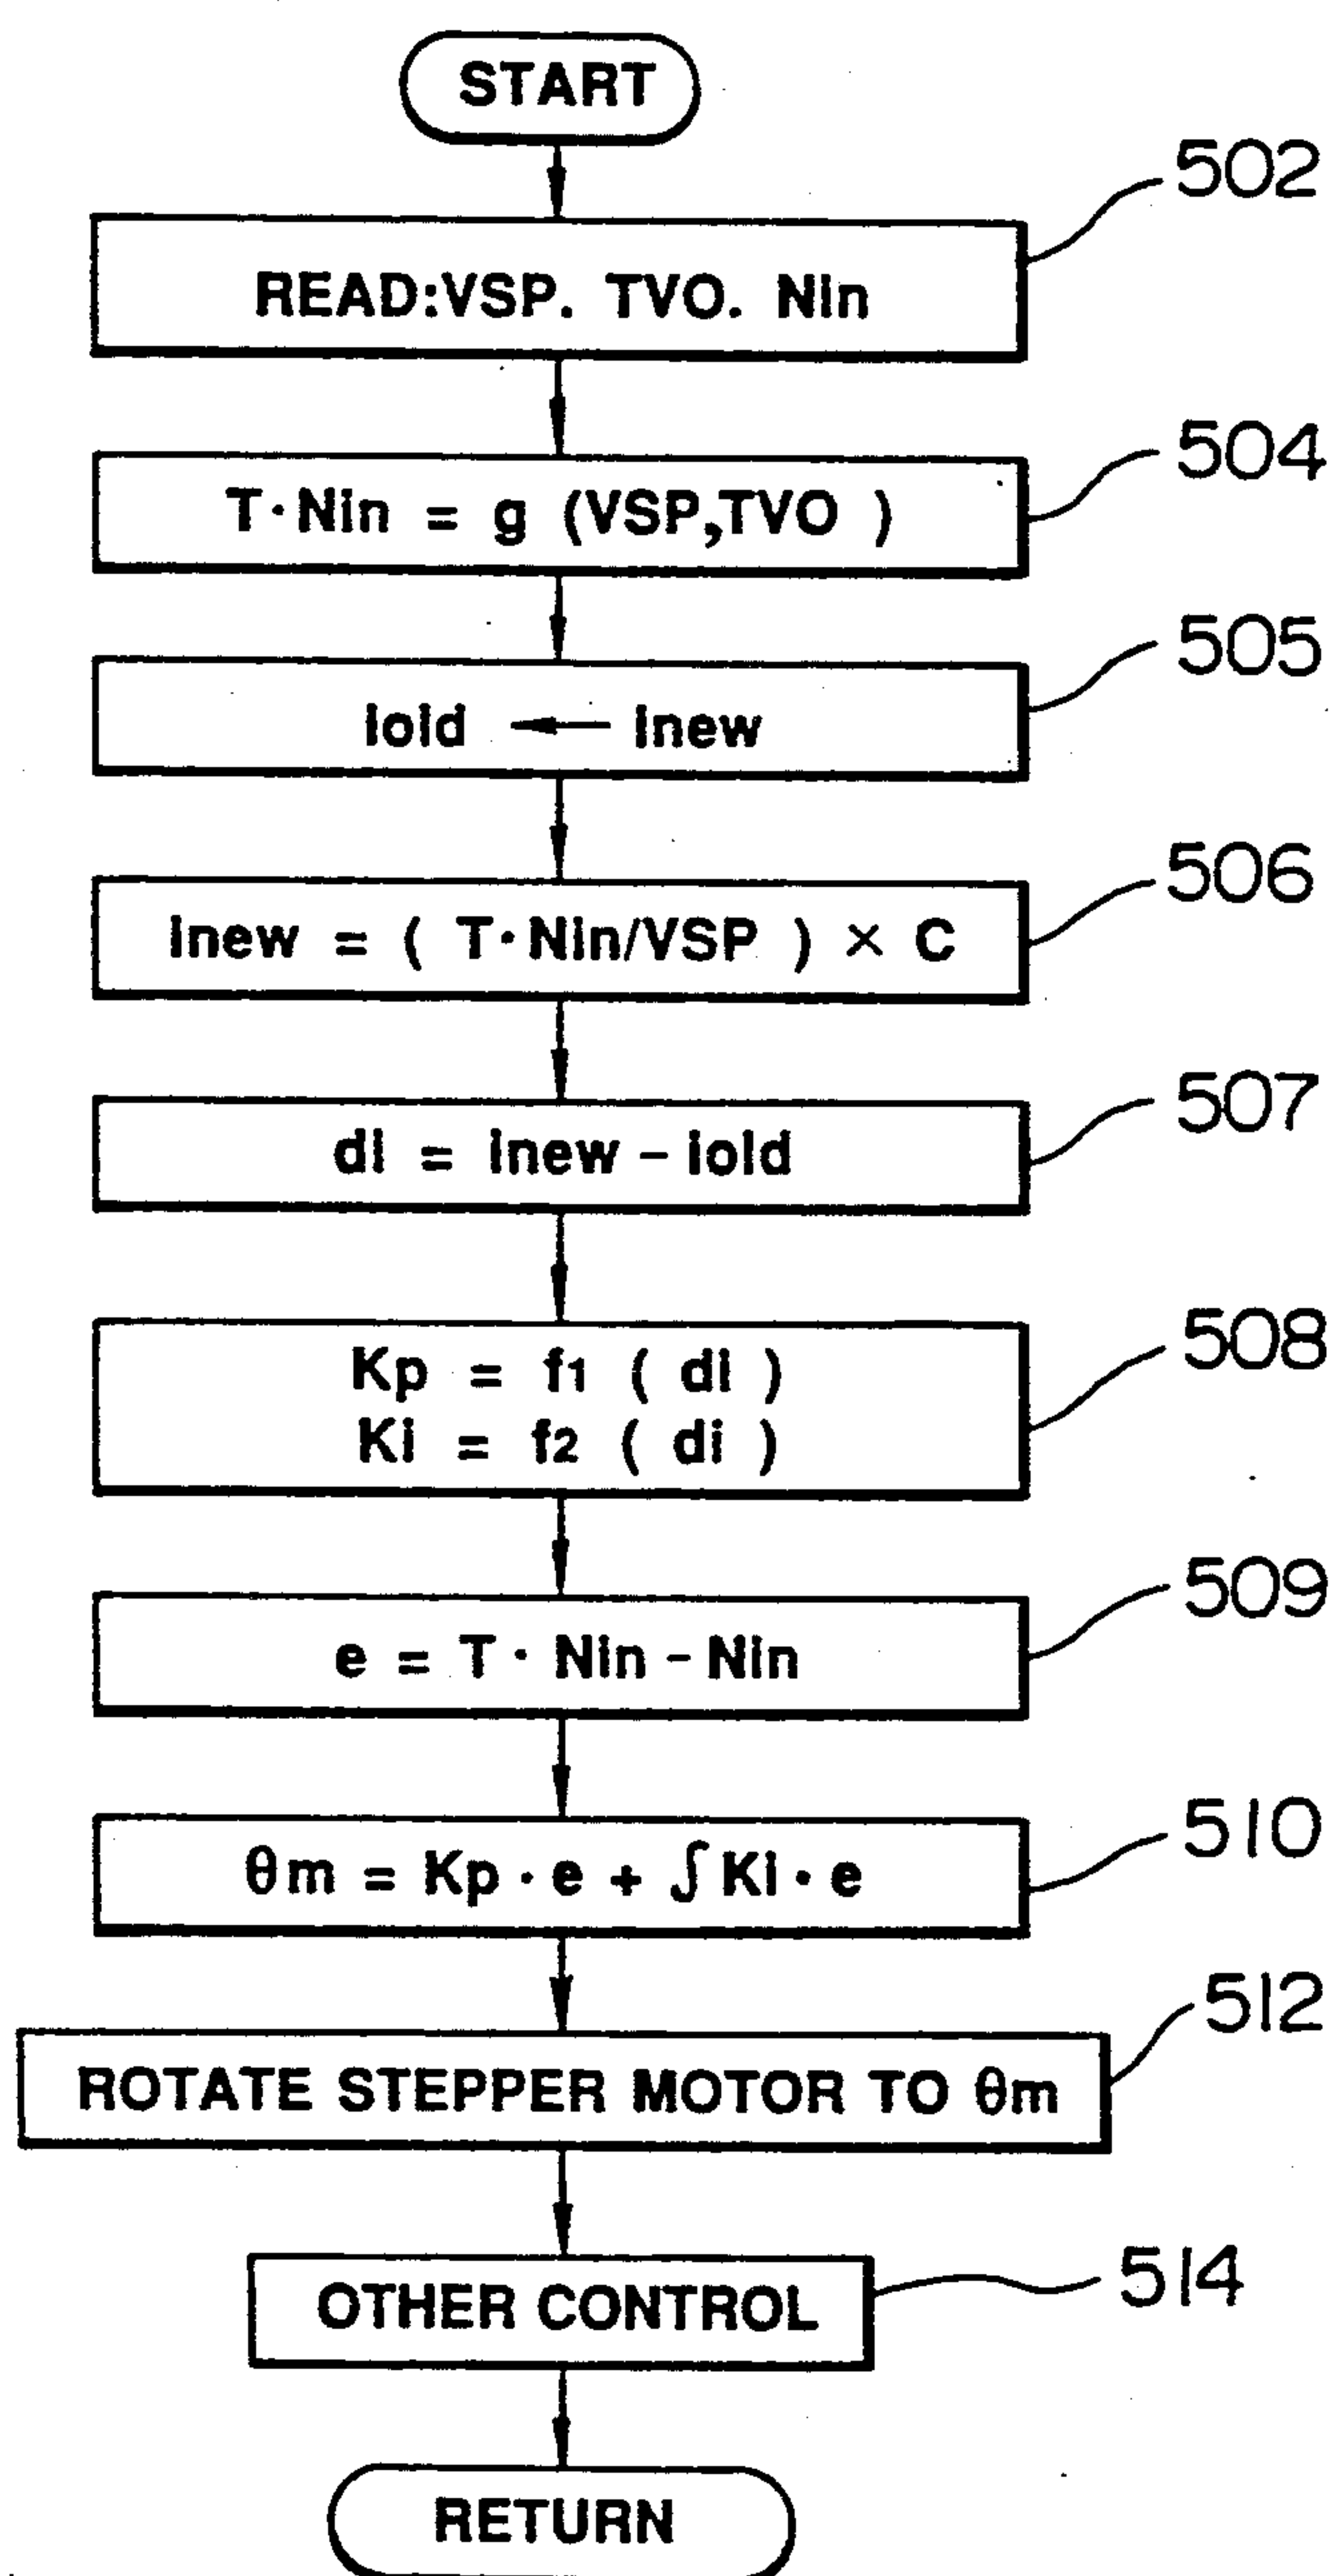 START
502
READ:VSP. TVO. Nin
504
T·Nin = g (VSP,TVO )
505
iold ← inew
506
inew = ( T·Nin/VSP ) × C
507
di = inew – iold
508
Kp = f1 ( di )
Ki = f2 ( di )
509
e = T· Nin – Nin
510
θm = Kp · e + ∫ Ki · e
512
ROTATE STEPPER MOTOR TO θm
514
OTHER CONTROL
RETURN